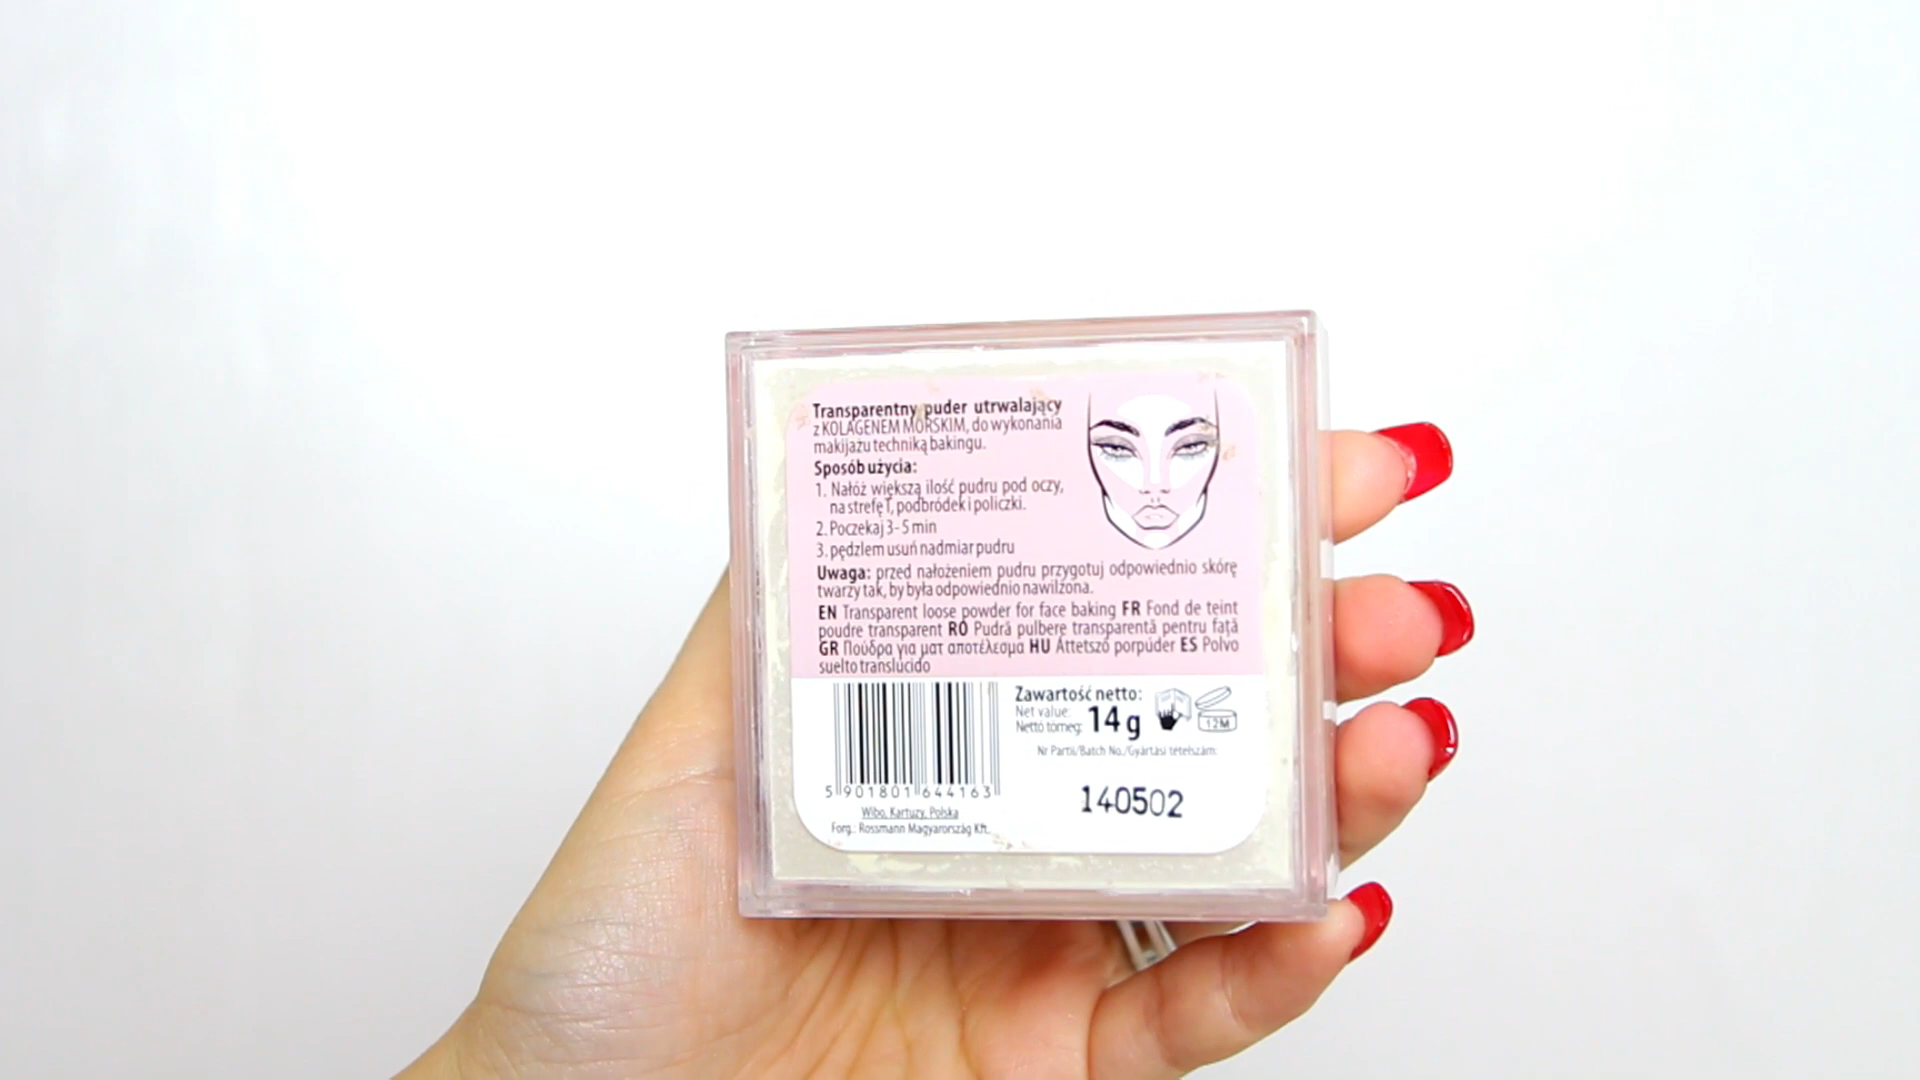 Transparentny puder utrwalający
z KOLAGENEM MORSKIM, do wykonania
makijażu techniką bakingu.
Sposób użycia:
1. Nałóż większą ilość pudru pod oczy,
na strefę T, podbródek i policzki.
2. Poczekaj 3-5 min
3. pędzlem usuń nadmiar pudru
Uwaga: przed nałożeniem pudru przygotuj odpowiednio skórę
twarzy tak, by była odpowiednio nawilżona.
EN Transparent loose powder for face baking FR Fond de teint
poudre transparent RO Pudră pulbere transparentă pentru față
GR Πούδρα για ματ αποτέλεσμα HU Áttetsző porpúder ES Polvo
suelto translúcido
Zawartość netto:
Net value:
Nettó tömeg: 14 g
12M
Nr Partii/Batch No./Gyártási tételszám:
140502
5 901801 644163
Wibo, Kartuzy, Polska
Forg.: Rossmann Magyarország Kft.